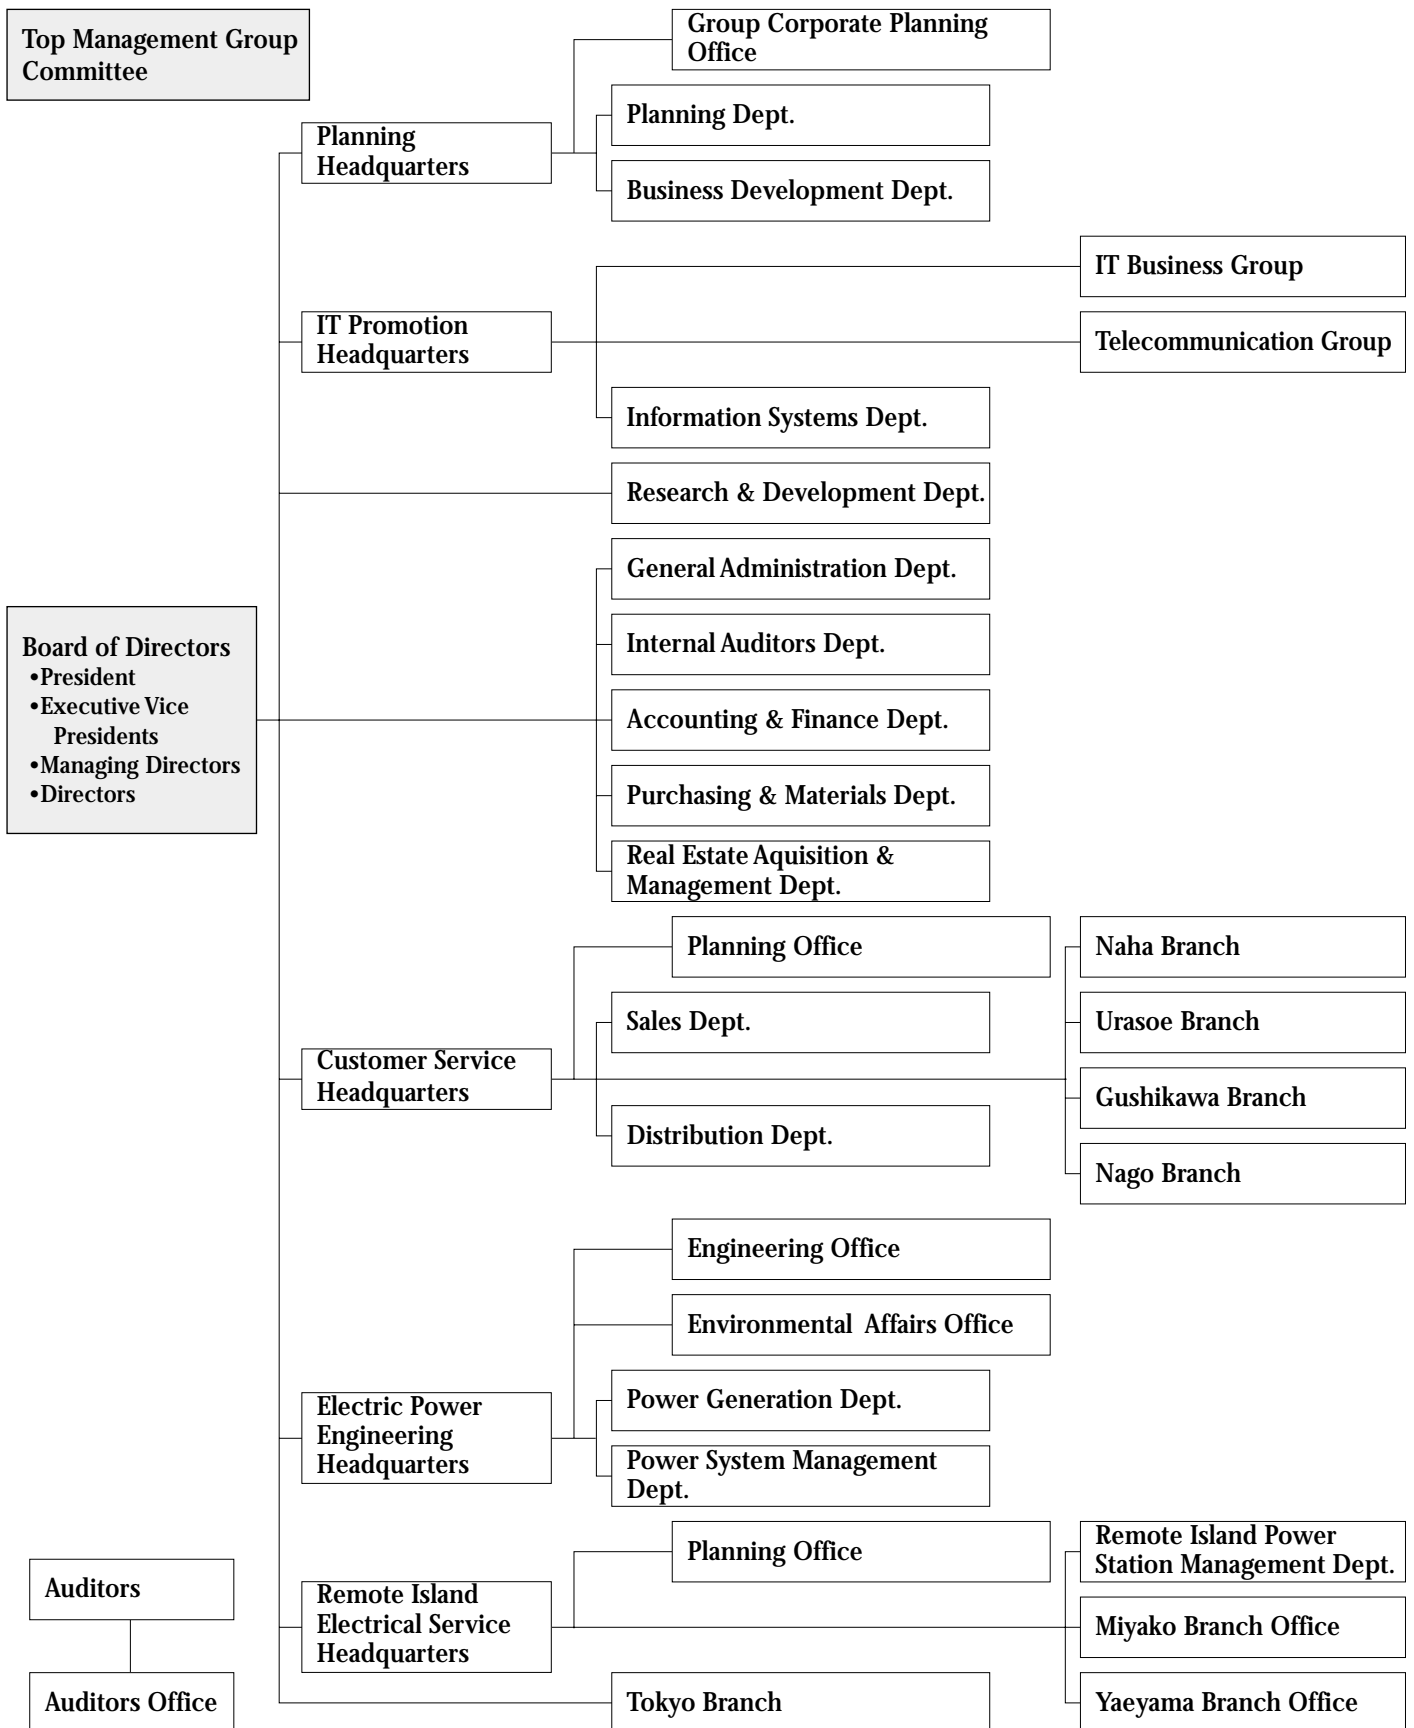 Top Management Group
Committee
Group Corporate Planning
Office
Planning Dept.
Planning
Headquarters
Business Development Dept.
IT Business Group
IT Promotion
Headquarters
Telecommunication Group
Information Systems Dept.
Research & Development Dept.
General Administration Dept.
Internal Auditors Dept.
Board of Directors
•President
•Executive Vice
Presidents
•Managing Directors
•Directors
Accounting & Finance Dept.
Purchasing & Materials Dept.
Real Estate Aquisition &
Management Dept.
Planning Office
Naha Branch
Sales Dept.
Urasoe Branch
Customer Service
Headquarters
Gushikawa Branch
Distribution Dept.
Nago Branch
Engineering Office
Environmental Affairs Office
Electric Power
Engineering
Headquarters
Power Generation Dept.
Power System Management
Dept.
Planning Office
Remote Island Power
Station Management Dept.
Auditors
Remote Island
Electrical Service
Headquarters
Miyako Branch Office
Auditors Office
Tokyo Branch
Yaeyama Branch Office